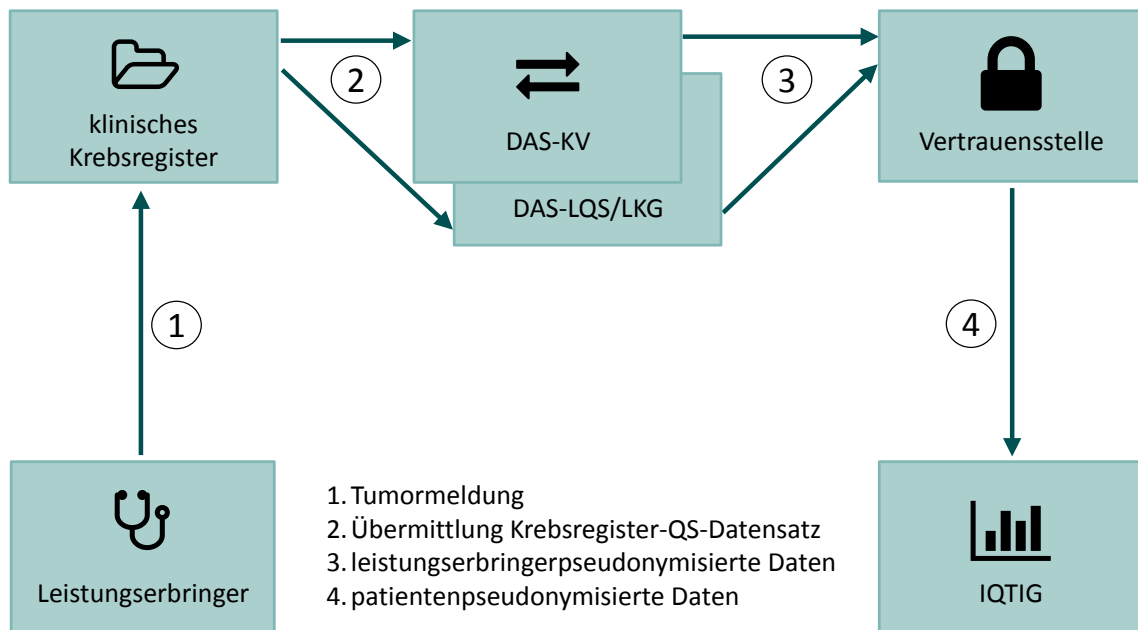 klinisches
Krebsregister
2
DAS-KV
DAS-LQS/LKG
3
Vertrauensstelle
1
4
Leistungserbringer
1. Tumormeldung
2. Übermittlung Krebsregister-QS-Datensatz
3. leistungserbringerpseudonymisierte Daten
4. patientenpseudonymisierte Daten
IQTIG